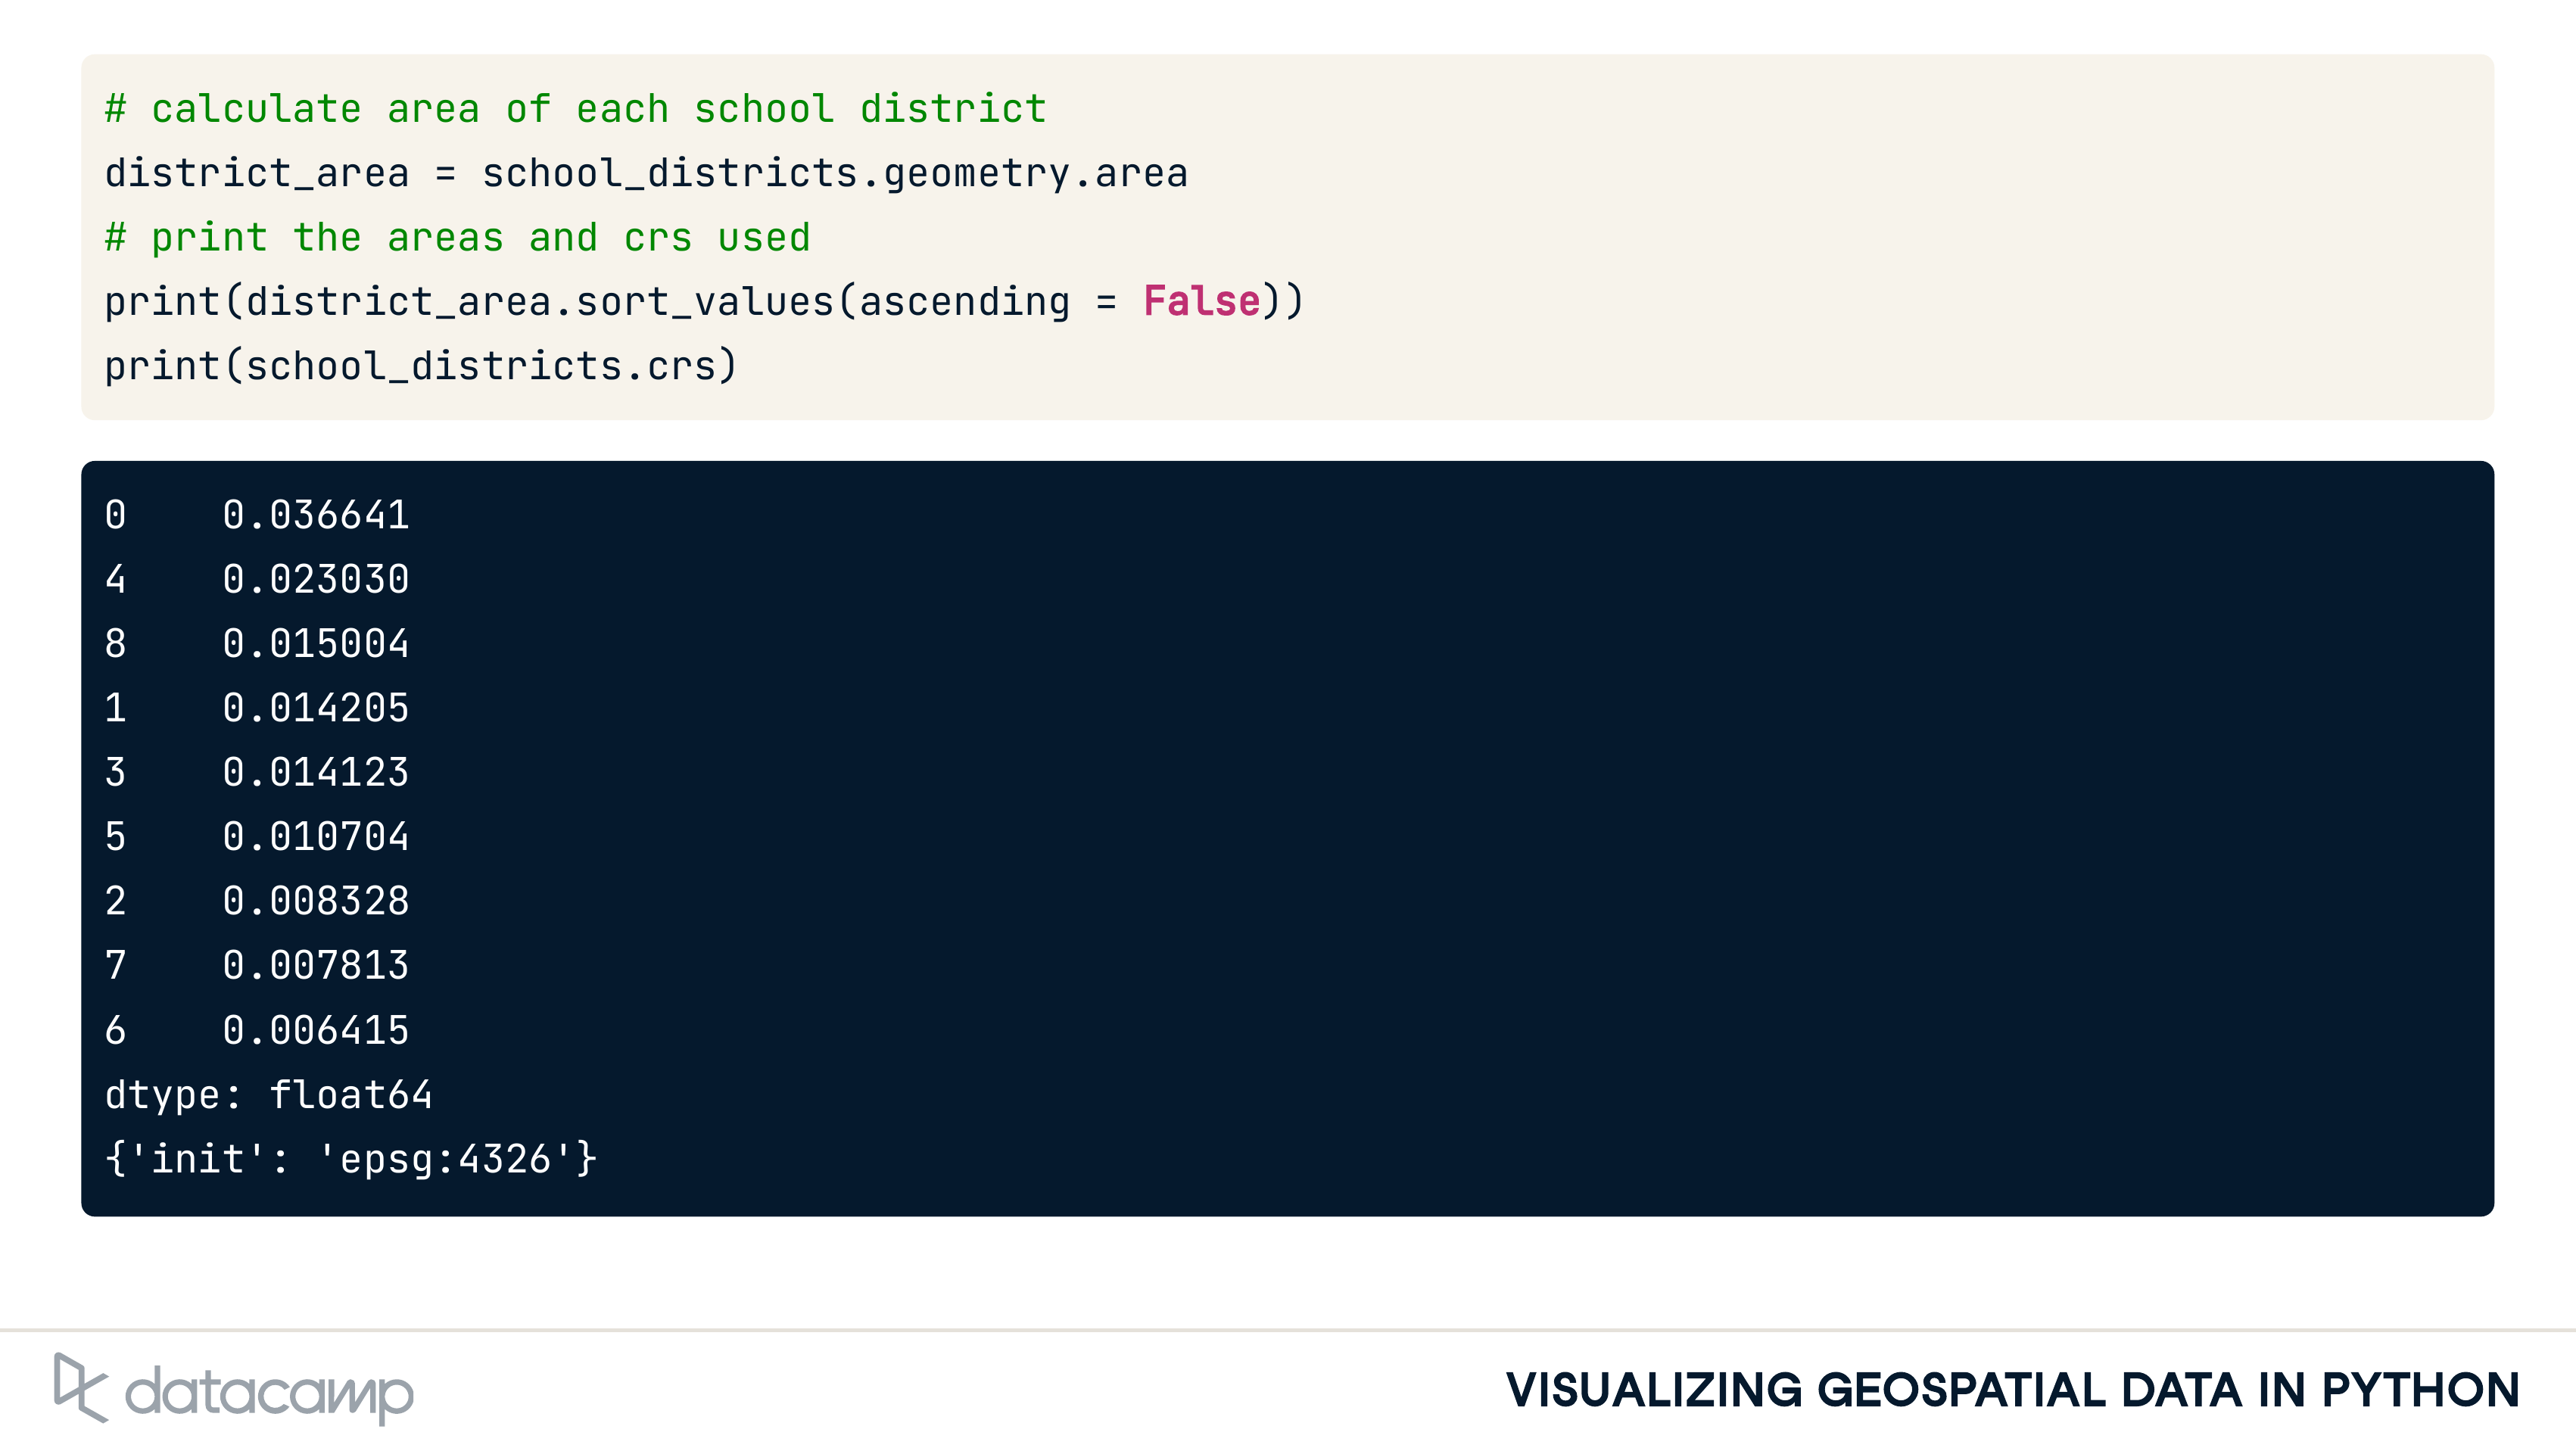 # calculate area of each school district
district_area = school_districts.geometry.area
# print the areas and crs used
print(district_area.sort_values(ascending = False))
print(school_districts.crs)
0    0.036641
4    0.023030
8    0.015004
1    0.014205
3    0.014123
5    0.010704
2    0.008328
7    0.007813
6    0.006415
dtype: float64
{'init': 'epsg:4326'}
datacamp
VISUALIZING GEOSPATIAL DATA IN PYTHON